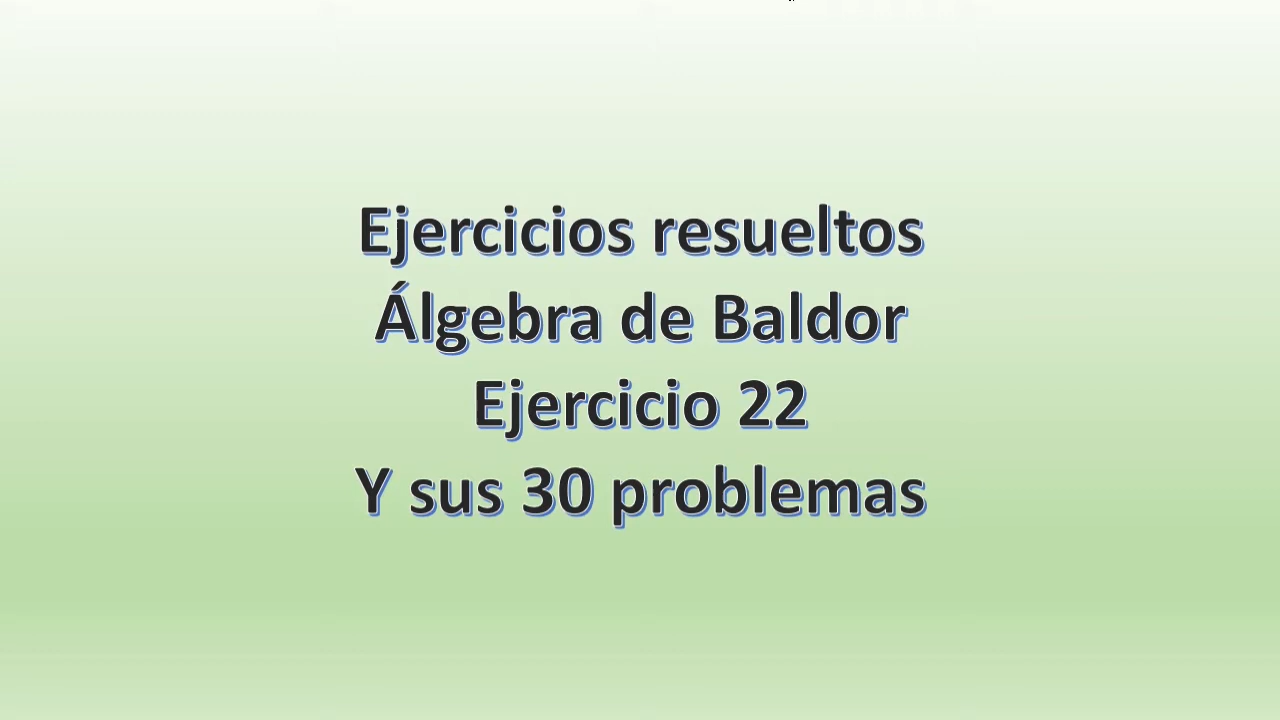 Ejercicios resueltos
Álgebra de Baldor
Ejercicio 22
Y sus 30 problemas